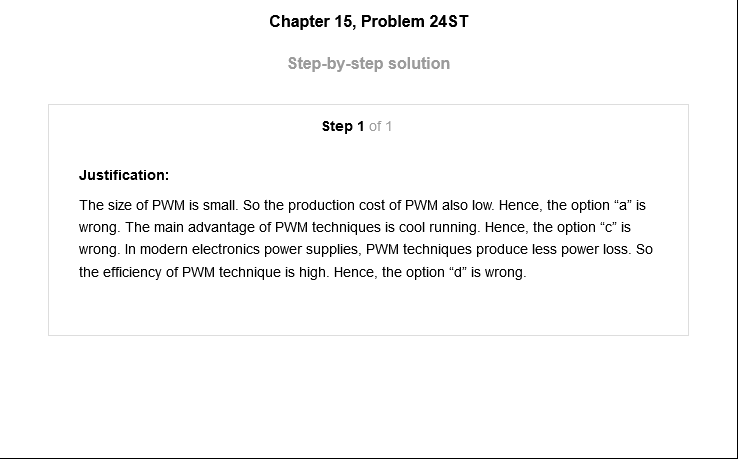 Chapter 15, Problem 24ST
Step-by-step solution
Step 1 of 1
Justification:
The size of PWM is small. So the production cost of PWM also low. Hence, the option “a” is
wrong. The main advantage of PWM techniques is cool running. Hence, the option “c” is
wrong. In modern electronics power supplies, PWM techniques produce less power loss. So
the efficiency of PWM technique is high. Hence, the option “d” is wrong.